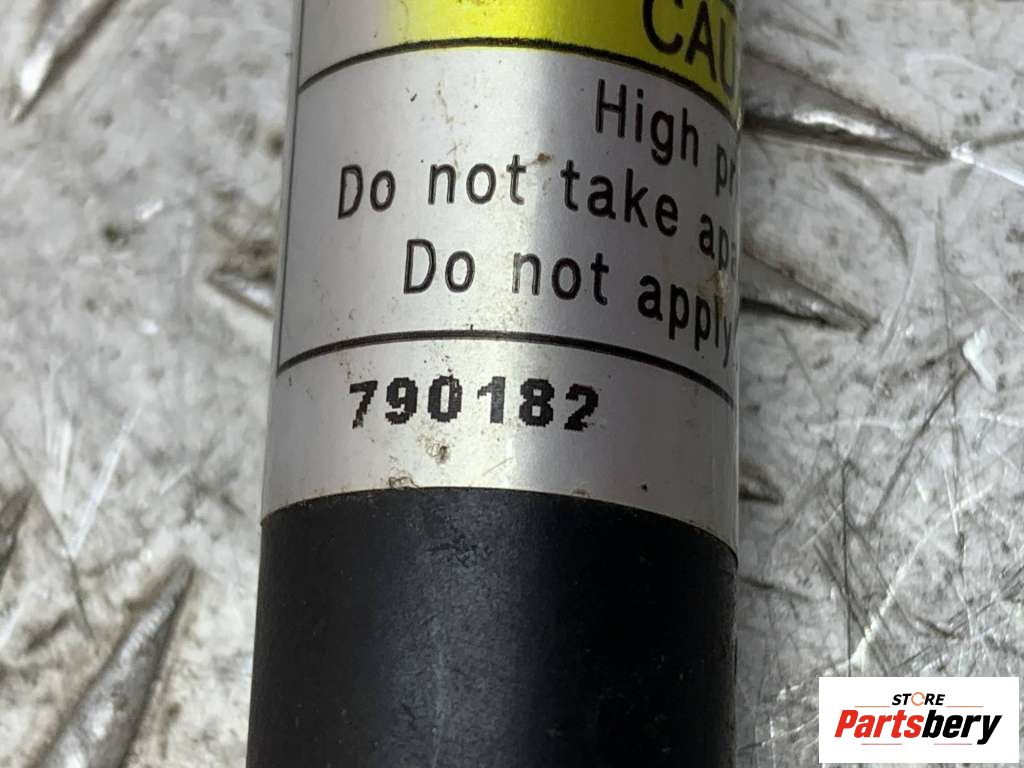 High
Do not take
Do not apply
790182
STORE
Partsbery